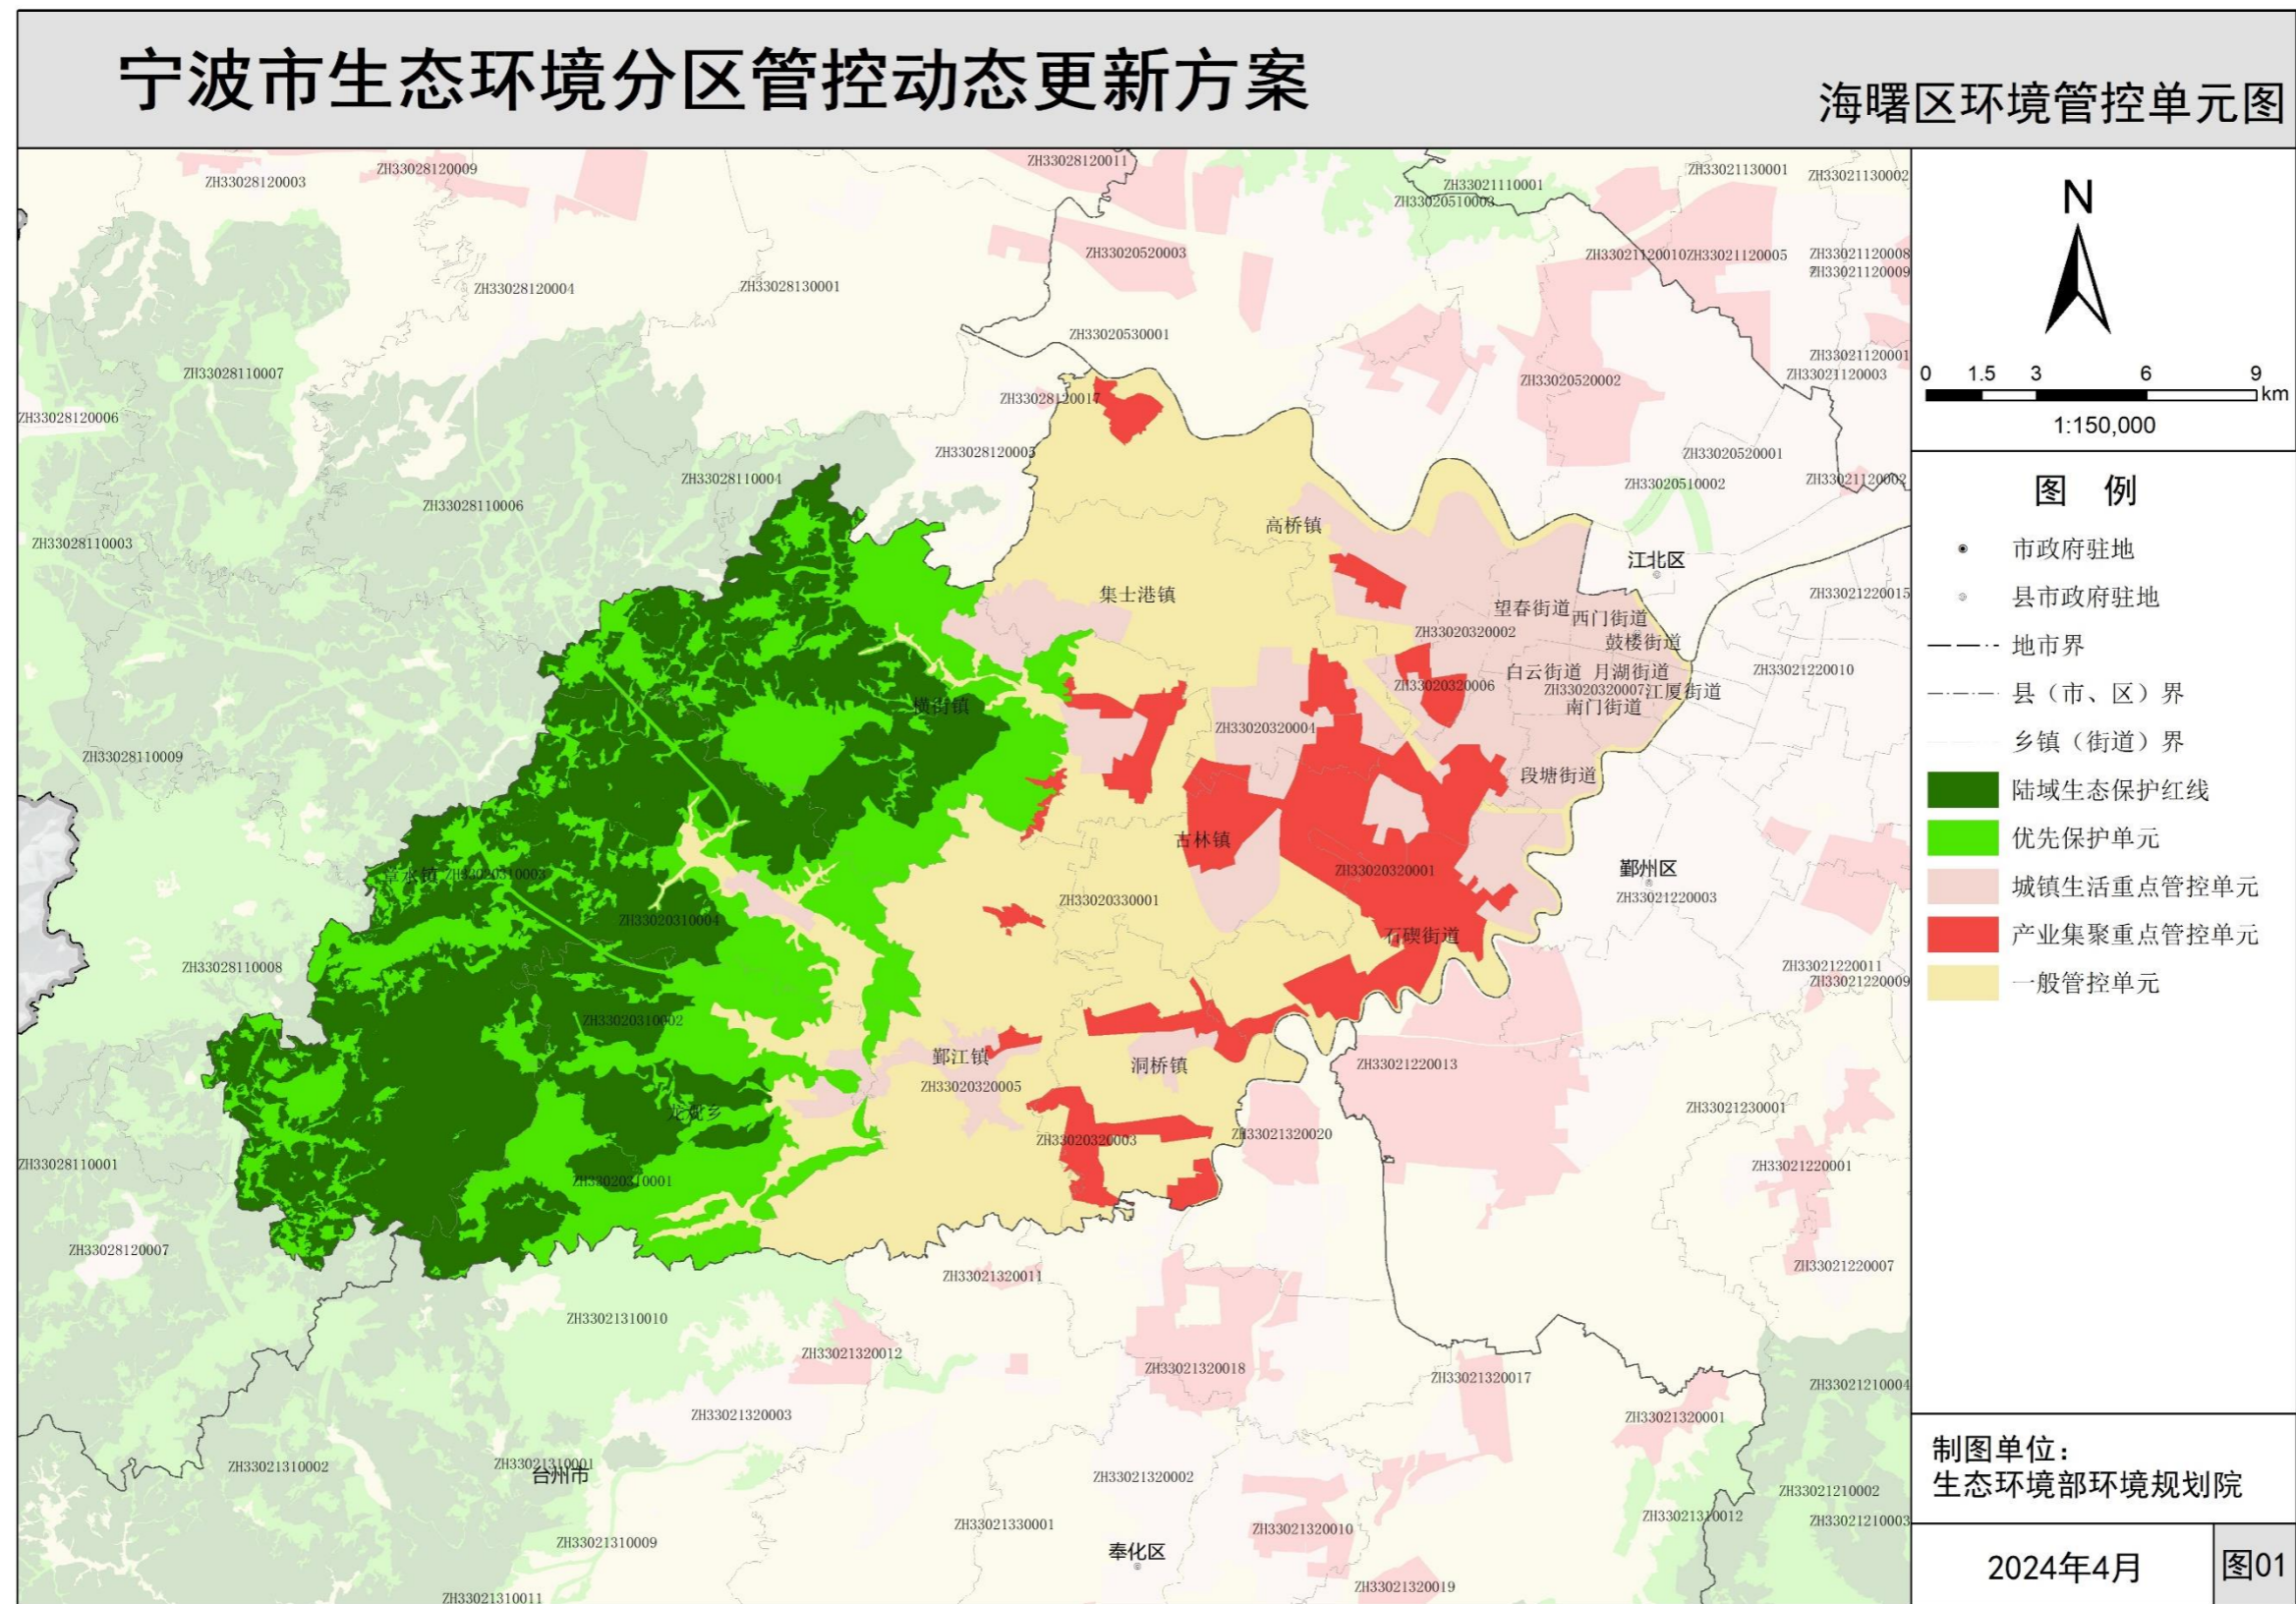 宁波市生态环境分区管控动态更新方案
海曙区环境管控单元图
ZH33028120003
ZH33028120009
ZH33028120011
ZH33021110001
ZH33020510003
ZH33021130001
ZH33021130002
ZH33028120004
ZH33028130001
ZH33020520003
ZH33021120010
ZH33021120005
ZH33021120008
ZH33021120009
ZH33020530001
ZH33028110007
ZH33028120017
ZH33020520002
ZH33021120001
ZH33021120003
ZH33028120006
ZH33028120005
ZH33020520001
ZH33028110006
ZH33028110004
ZH33020510002
ZH33021120002
ZH33028110003
高桥镇
江北区
集士港镇
望春街道
西门街道
ZH33021220015
ZH33020320002
鼓楼街道
白云街道
月湖街道
ZH33021220010
ZH33020320006
ZH33020320007
江厦街道
南门街道
横街镇
ZH33020320004
ZH33028110009
段塘街道
古林镇
章水镇
ZH33020310003
ZH33020320001
鄞州区
ZH33021220003
ZH33020310004
ZH33020330001
石碶街道
ZH33028110008
ZH33021220011
ZH33021220009
ZH33020310002
鄞江镇
洞桥镇
ZH33021220013
ZH33020320005
龙观乡
ZH33021230001
ZH33020320003
ZH33021320020
ZH33028110001
ZH33020310001
ZH33021220001
ZH33028120007
ZH33021320011
ZH33021220007
ZH33021310010
ZH33021320012
ZH33021320018
ZH33021320017
ZH33021210004
ZH33021320003
ZH33021320001
ZH33021310002
ZH33021310001
台州市
ZH33021320002
ZH33021210002
ZH33021310009
ZH33021330001
ZH33021320010
ZH33021310012
ZH33021210003
奉化区
ZH33021310011
ZH33021320019
N
0 1.5 3 6 9
km
1:150,000
图 例
市政府驻地
县市政府驻地
地市界
县（市、区）界
乡镇（街道）界
陆域生态保护红线
优先保护单元
城镇生活重点管控单元
产业集聚重点管控单元
一般管控单元
制图单位：
生态环境部环境规划院
2024年4月
图01